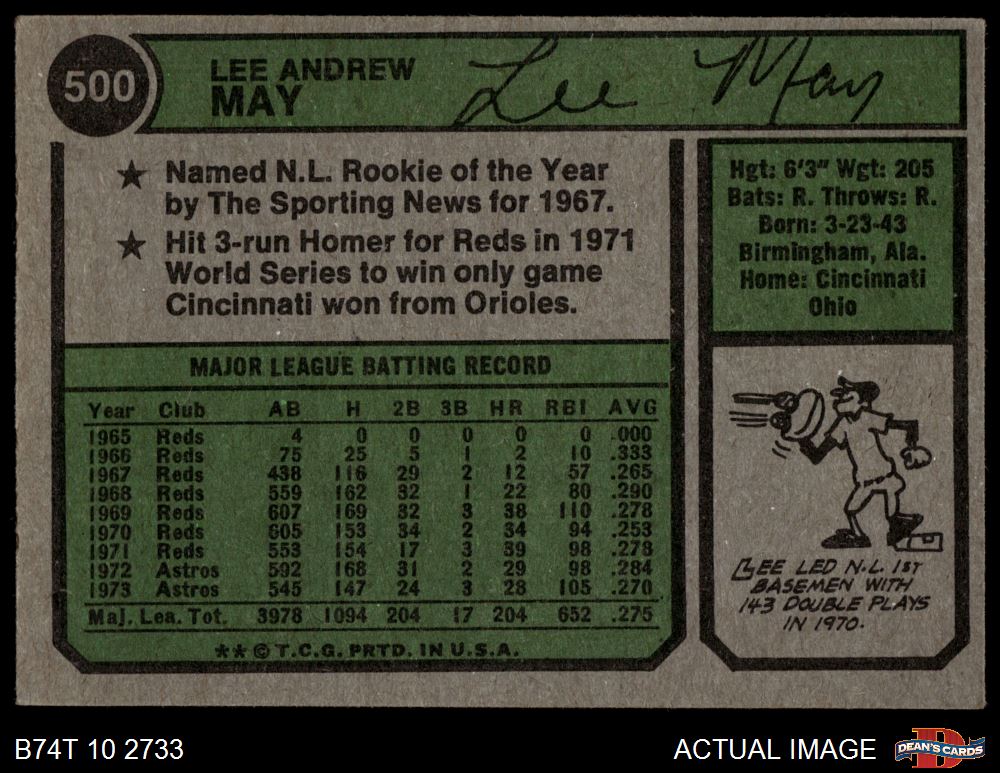 500
LEE ANDREW
MAY
Lee May
★ Named N.L. Rookie of the Year
by The Sporting News for 1967.
★ Hit 3-run Homer for Reds in 1971
World Series to win only game
Cincinnati won from Orioles.
Hgt: 6'3" Wgt: 205
Bats: R. Throws: R.
Born: 3-23-43
Birmingham, Ala.
Home: Cincinnati
Ohio
MAJOR LEAGUE BATTING RECORD
Year Club AB H 2B 3B HR RBI AVG
1965 Reds 4 0 0 0 0 0 .000
1966 Reds 75 25 5 1 2 10 .333
1967 Reds 438 116 29 2 12 57 .265
1968 Reds 559 162 32 1 22 80 .290
1969 Reds 607 169 32 3 38 110 .278
1970 Reds 605 153 34 2 34 94 .253
1971 Reds 553 154 17 3 39 98 .278
1972 Astros 592 168 31 2 29 98 .284
1973 Astros 545 147 24 3 28 105 .270
Maj. Lea. Tot. 3978 1094 204 17 204 652 .275
**© T.C.G. PRTD. IN U.S.A.
LEE LED N.L. 1ST
BASEMEN WITH
143 DOUBLE PLAYS
IN 1970.
B74T 10 2733
ACTUAL IMAGE
D
DEAN'S CARDS